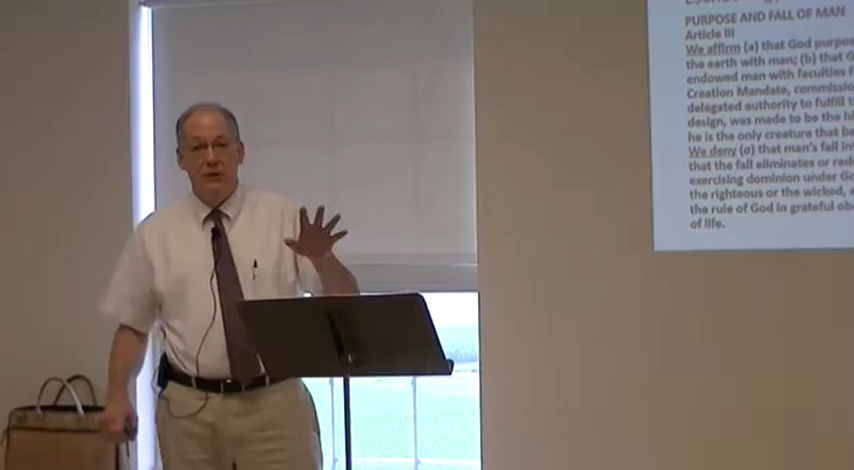 PURPOSE AND FALL OF MAN
Article III
We affirm (a) that God purpo
the earth with man; (b) that G
endowed man with faculties f
Creation Mandate, commissio
delegated authority to fulfill t
design, was made to be the hi
he is the only creature that be
We deny (a) that man's fall in
that the fall eliminates or red
exercising dominion under Go
the righteous or the wicked,
the rule of God in grateful obe
of life.